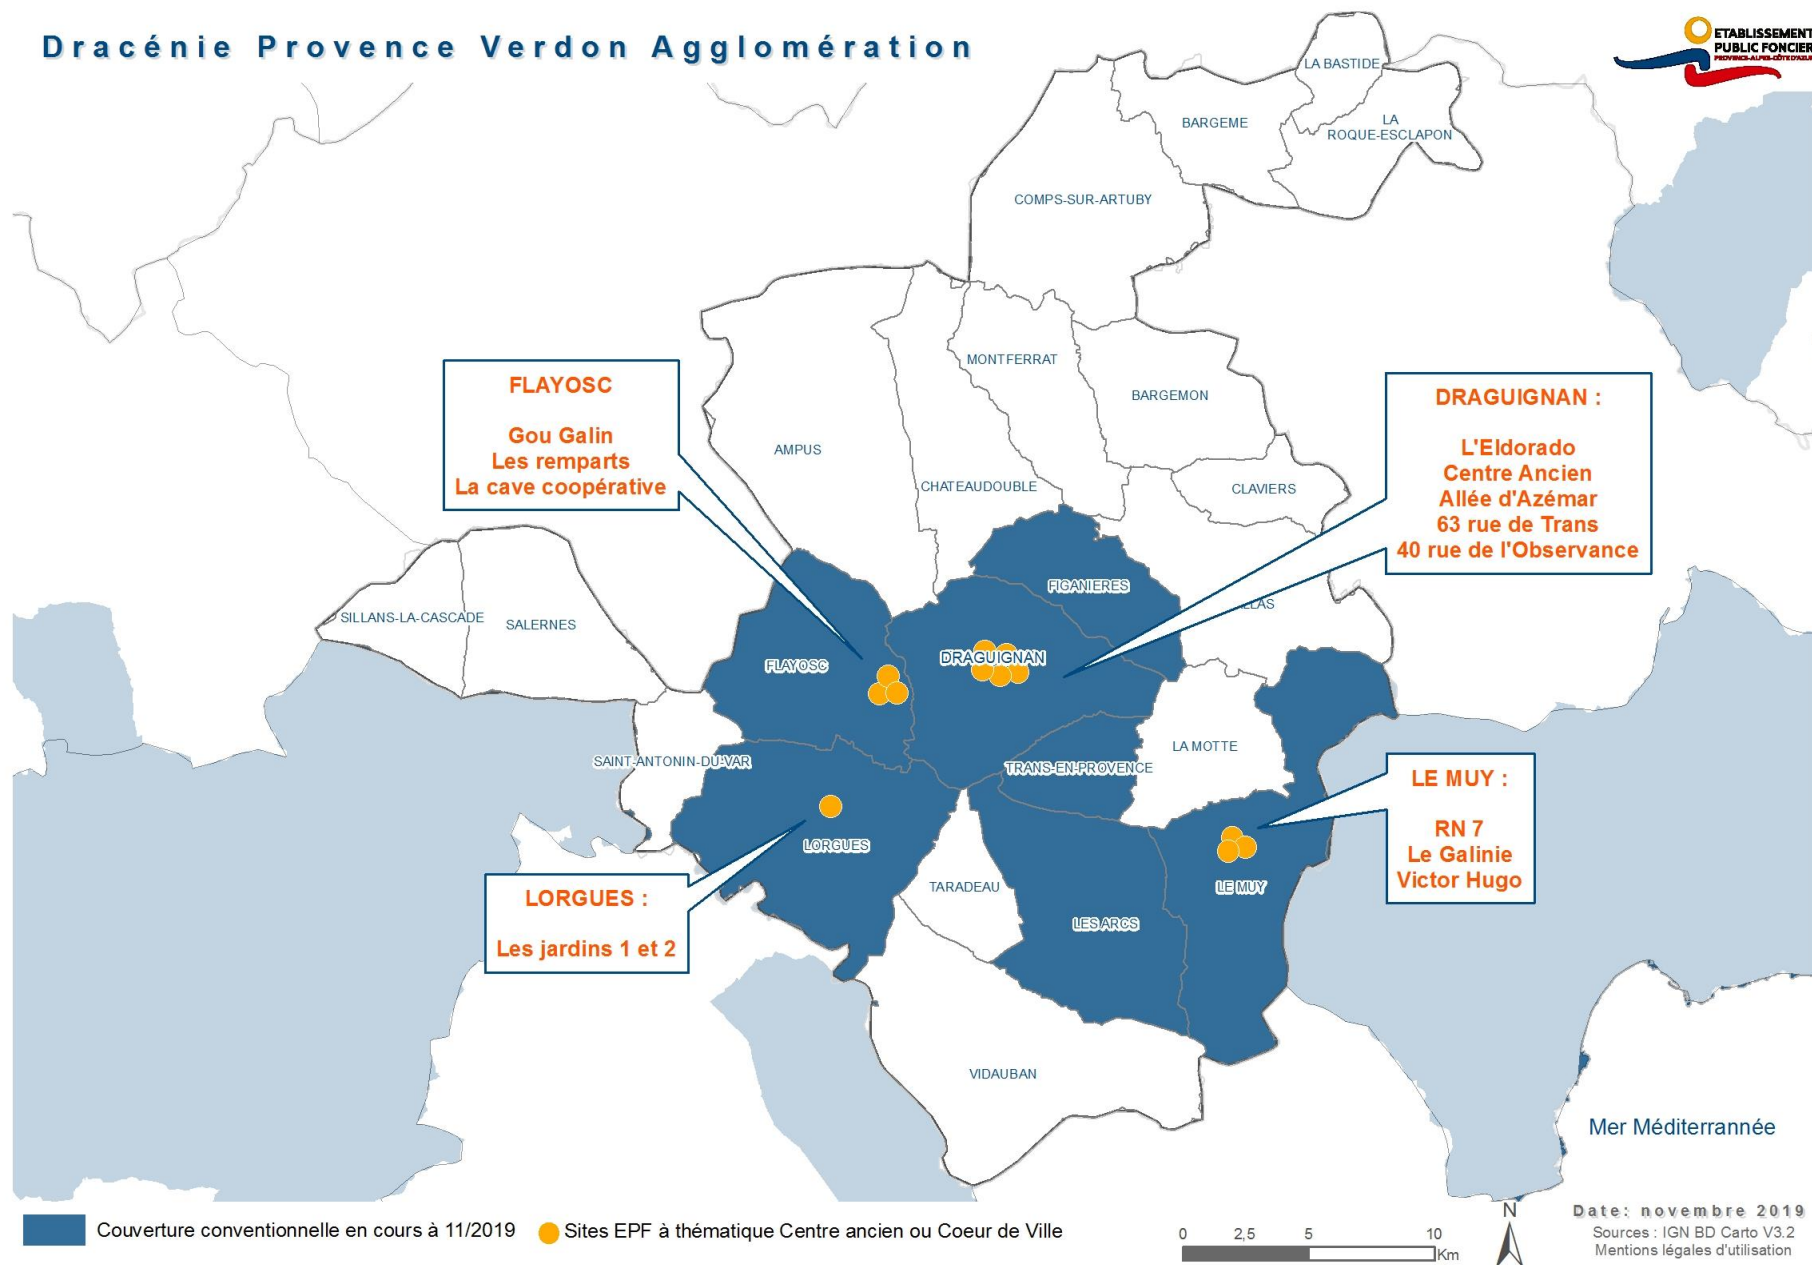 Dracénie Provence Verdon Agglomération
ETABLISSEMENT
PUBLIC FONCIER
PROVENCE-ALPES-CÔTE D'AZUR
LA BASTIDE
BARGEME
LA
ROQUE-ESCLAPON
COMPS-SUR-ARTUBY
MONTFERRAT
BARGEMON
AMPUS
CHATEAUDOUBLE
CLAVIERS
FLAYOSC
Gou Galin
Les remparts
La cave coopérative
DRAGUIGNAN :
L'Eldorado
Centre Ancien
Allée d'Azémar
63 rue de Trans
40 rue de l'Observance
FIGANIERES
LLAS
SILLANS-LA-CASCADE
SALERNES
FLAYOSC
DRAGUIGNAN
SAINT-ANTONIN-DU-VAR
TRANS-EN-PROVENCE
LA MOTTE
LE MUY :
RN 7
Le Galinie
Victor Hugo
LORGUES
TARADEAU
LE MUY
LES ARCS
LORGUES :
Les jardins 1 et 2
VIDAUBAN
Mer Méditerrannée
Couverture conventionnelle en cours à 11/2019
Sites EPF à thématique Centre ancien ou Coeur de Ville
0 2,5 5 10
Km
N
Date: novembre 2019
Sources : IGN BD Carto V3.2
Mentions légales d'utilisation